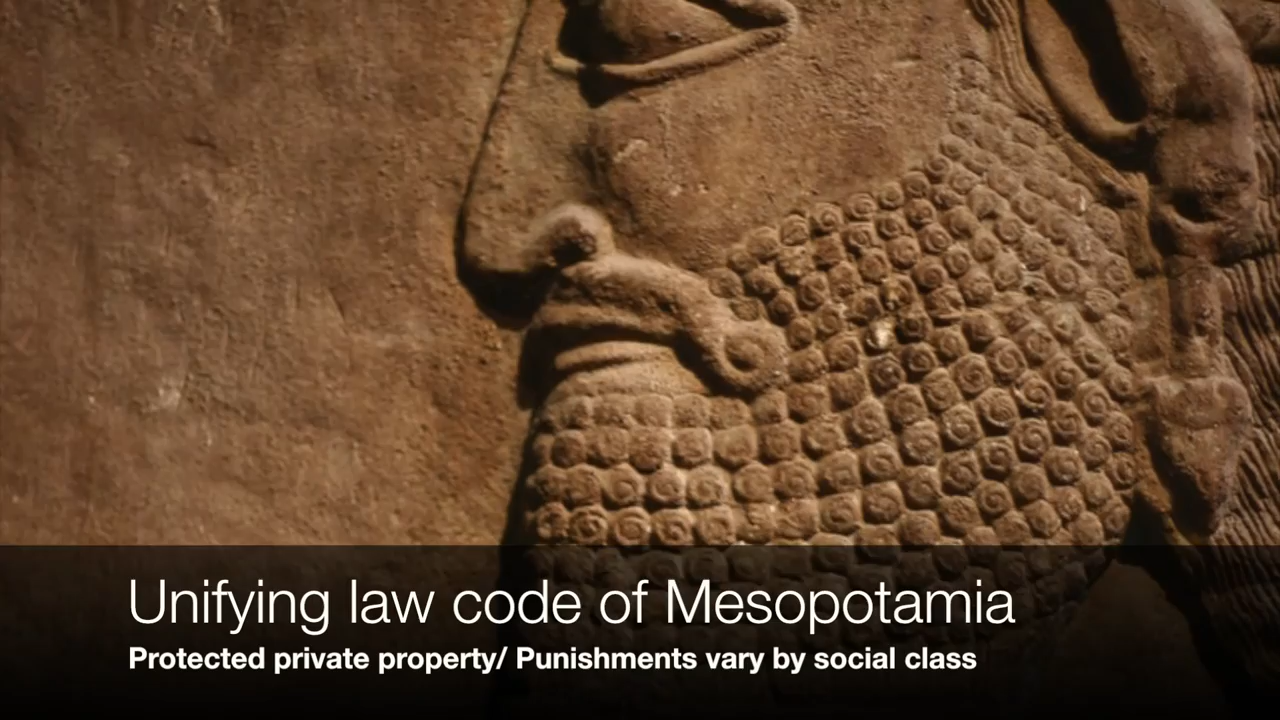 Unifying law code of Mesopotamia
Protected private property/ Punishments vary by social class